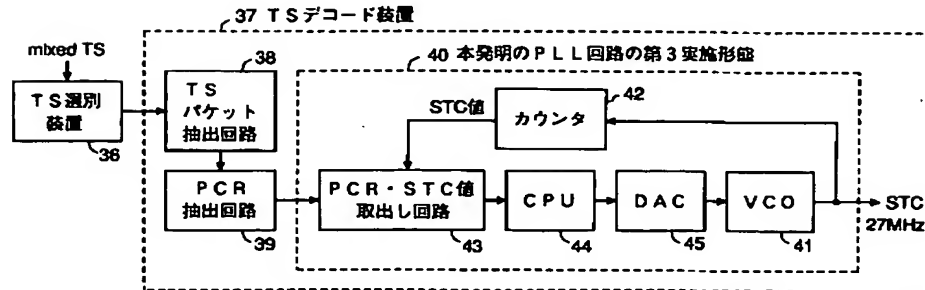 37 TSデコード装置
mixed TS
TS選別
装置
36
38
TS
パケット
抽出回路
PCR
抽出回路
39
40 本発明のPLL回路の第3実施形態
STC値
カウンタ
42
PCR・STC値
取出し回路
43
CPU
44
DAC
45
VCO
41
STC
27MHz